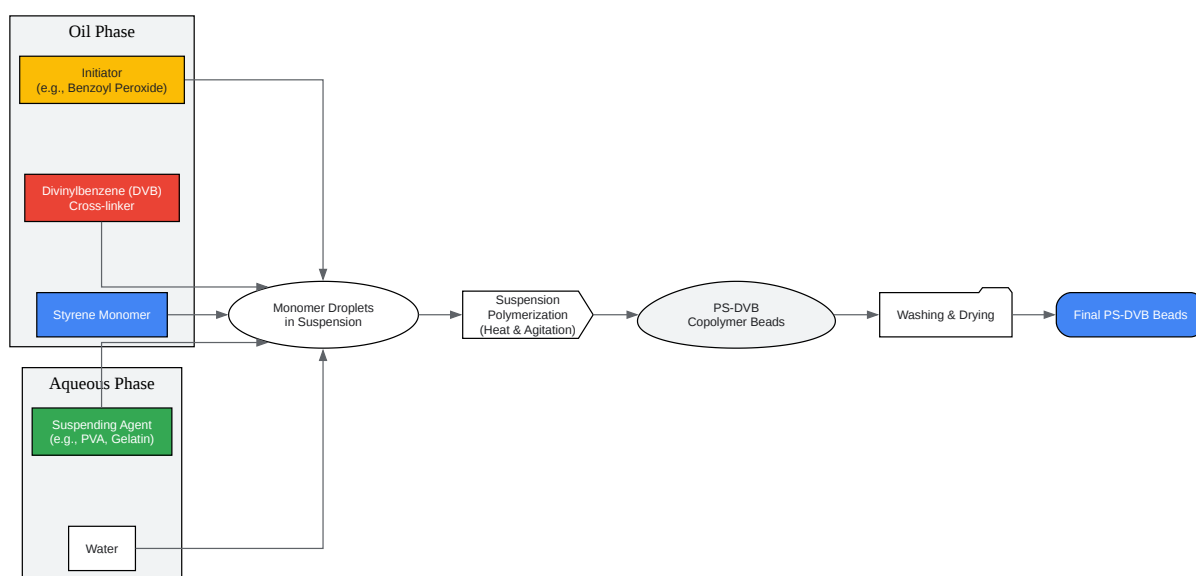 Oil Phase
Initiator
(e.g., Benzoyl Peroxide)
Divinylbenzene (DVB)
Cross-linker
Styrene Monomer
Aqueous Phase
Suspending Agent
(e.g., PVA, Gelatin)
Water
Monomer Droplets
in Suspension
Suspension
Polymerization
(Heat & Agitation)
PS-DVB
Copolymer Beads
Washing & Drying
Final PS-DVB Beads